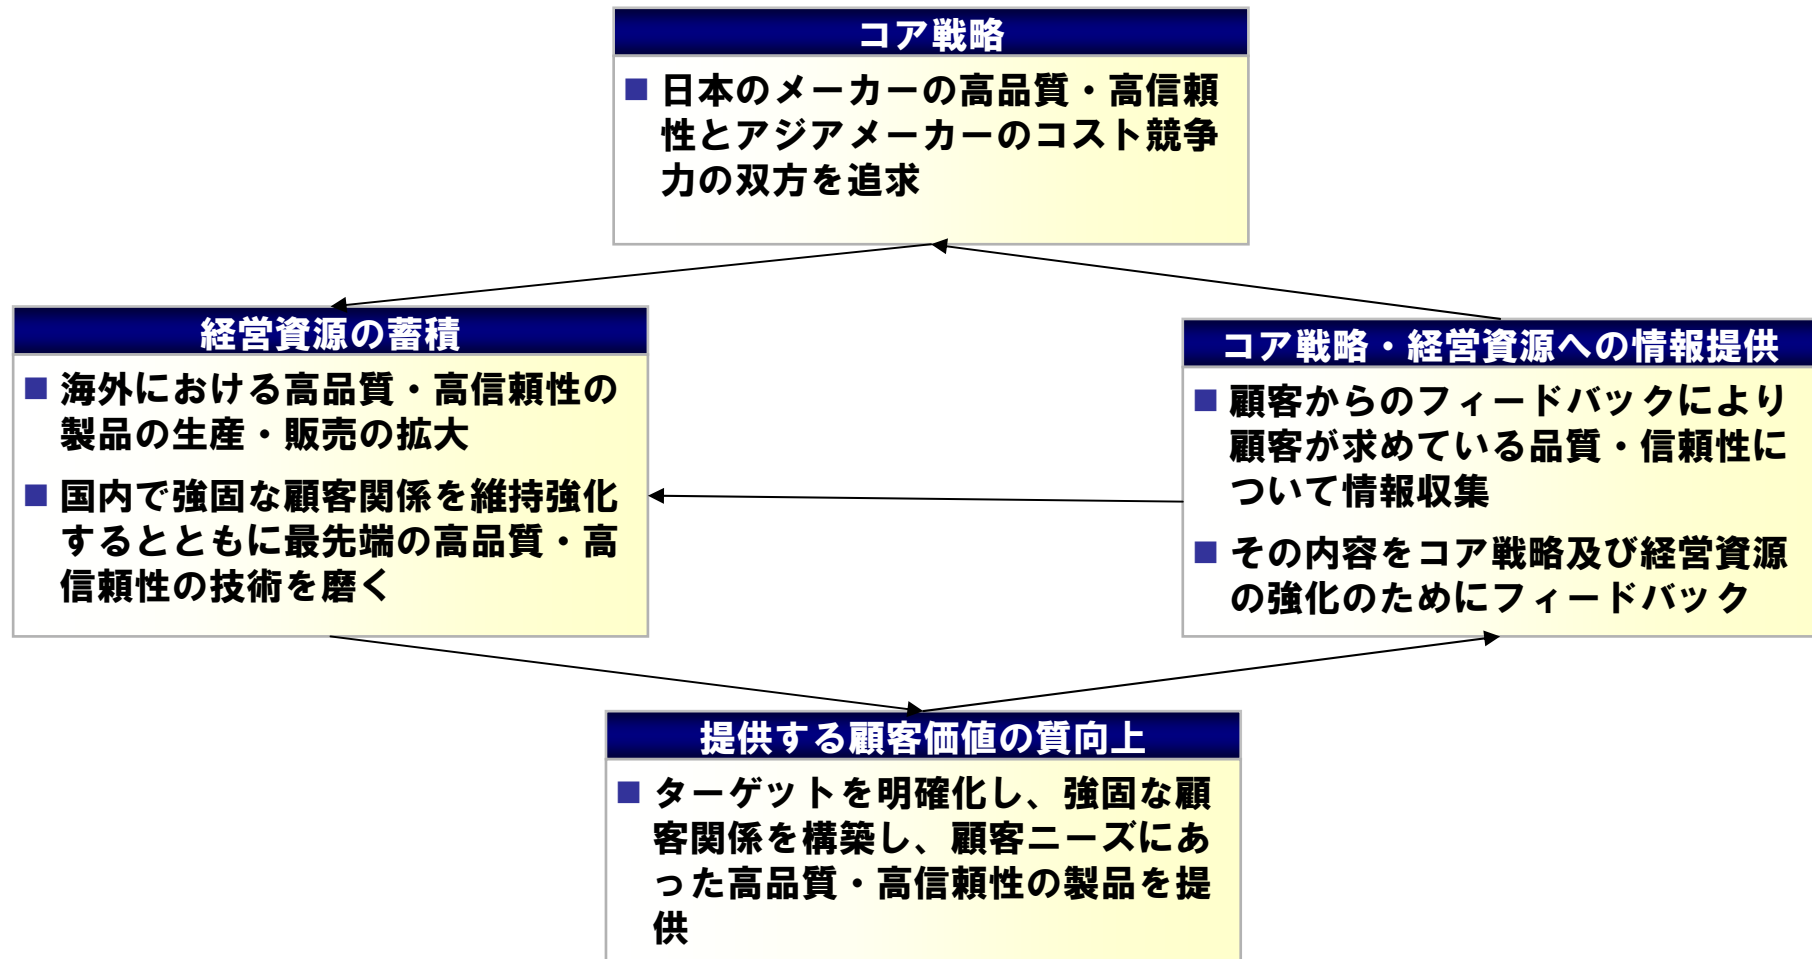 コア戦略
■ 日本のメーカーの高品質・高信頼
性とアジアメーカーのコスト競争
力の双方を追求
経営資源の蓄積
■ 海外における高品質・高信頼性の
製品の生産・販売の拡大
■ 国内で強固な顧客関係を維持強化
するとともに最先端の高品質・高
信頼性の技術を磨く
コア戦略・経営資源への情報提供
■ 顧客からのフィードバックにより
顧客が求めている品質・信頼性に
ついて情報収集
■ その内容をコア戦略及び経営資源
の強化のためにフィードバック
提供する顧客価値の質向上
■ ターゲットを明確化し、強固な顧
客関係を構築し、顧客ニーズにあ
った高品質・高信頼性の製品を提
供